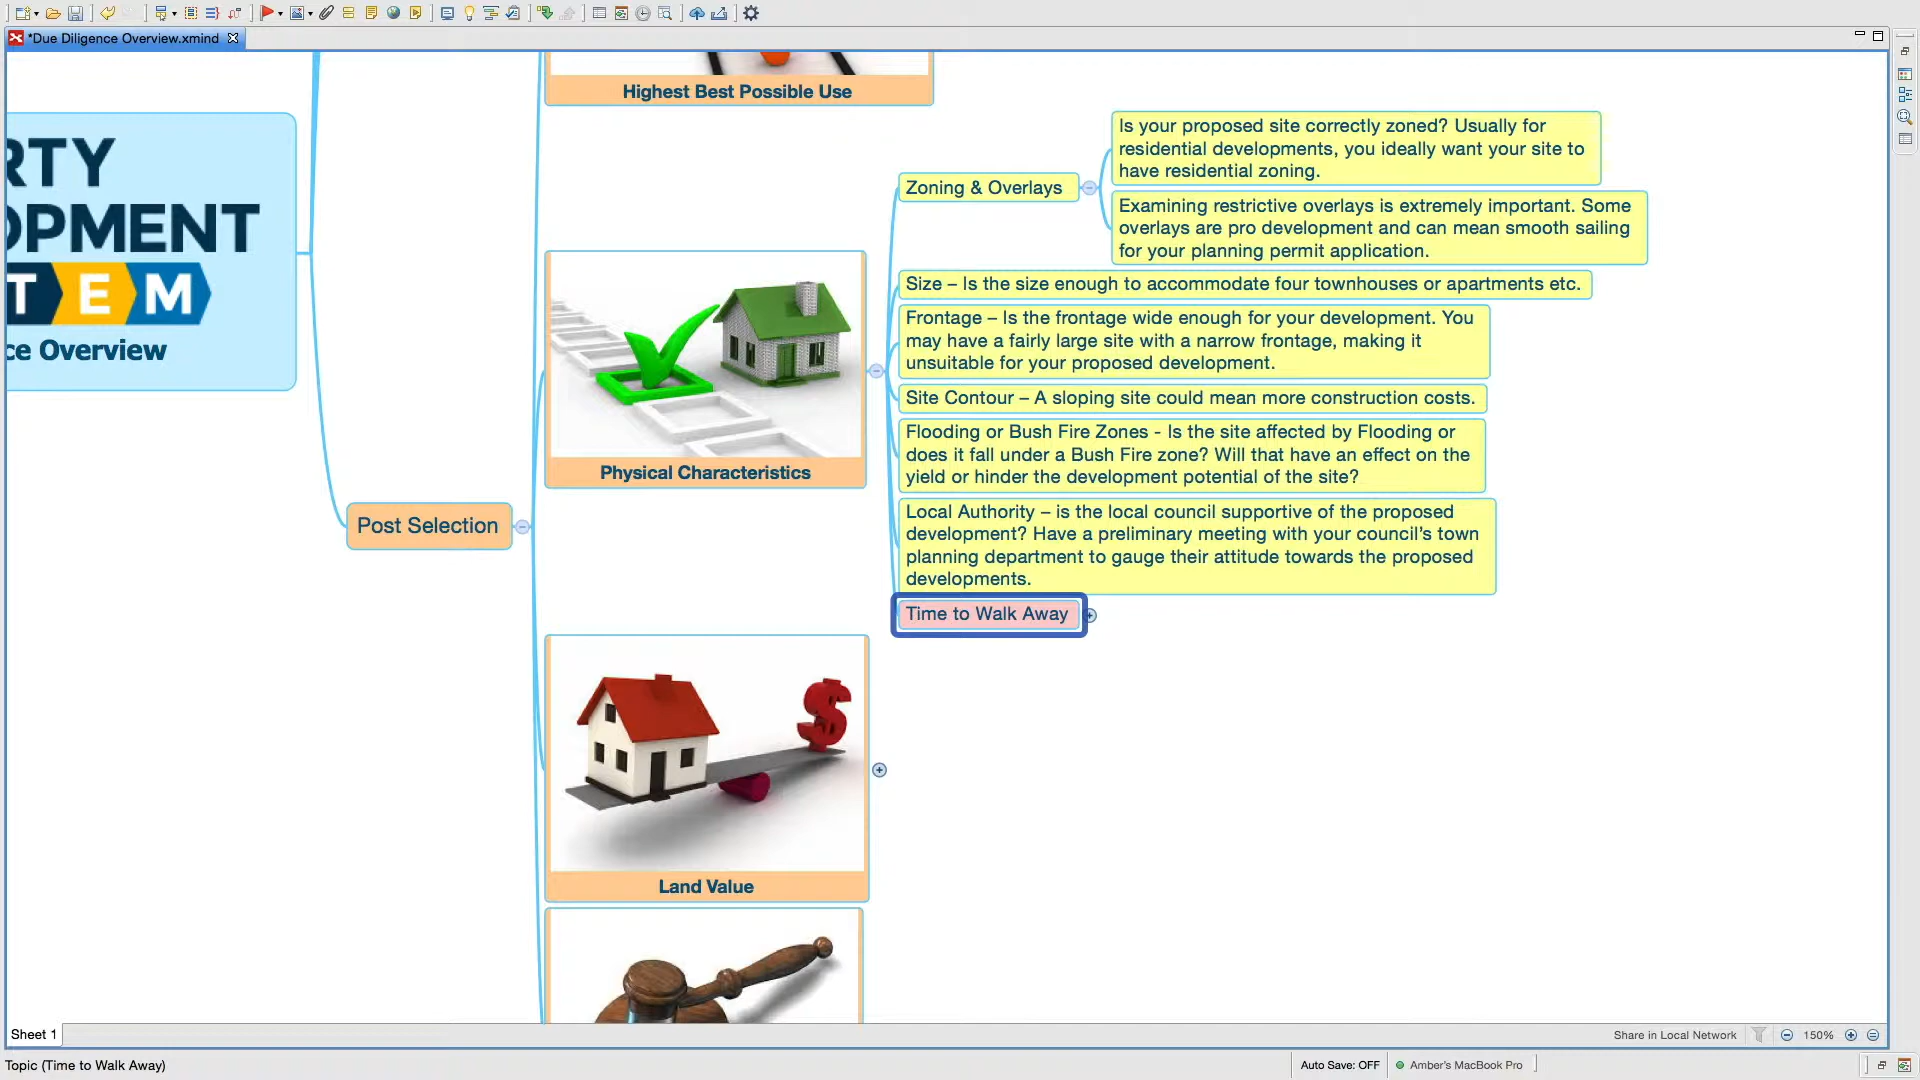 *Due Diligence Overview.xmind
Highest Best Possible Use
RTY
OPMENT
T E M
ce Overview
Is your proposed site correctly zoned? Usually for
residential developments, you ideally want your site to
have residential zoning.
Zoning & Overlays
Examining restrictive overlays is extremely important. Some
overlays are pro development and can mean smooth sailing
for your planning permit application.
Size – Is the size enough to accommodate four townhouses or apartments etc.
Frontage – Is the frontage wide enough for your development. You
may have a fairly large site with a narrow frontage, making it
unsuitable for your proposed development.
Site Contour – A sloping site could mean more construction costs.
Flooding or Bush Fire Zones - Is the site affected by Flooding or
does it fall under a Bush Fire zone? Will that have an effect on the
yield or hinder the development potential of the site?
Physical Characteristics
Local Authority – is the local council supportive of the proposed
development? Have a preliminary meeting with your council's town
planning department to gauge their attitude towards the proposed
developments.
Post Selection
Time to Walk Away
$
Land Value
Sheet 1
Share in Local Network
150%
Topic (Time to Walk Away)
Auto Save: OFF
Amber's MacBook Pro